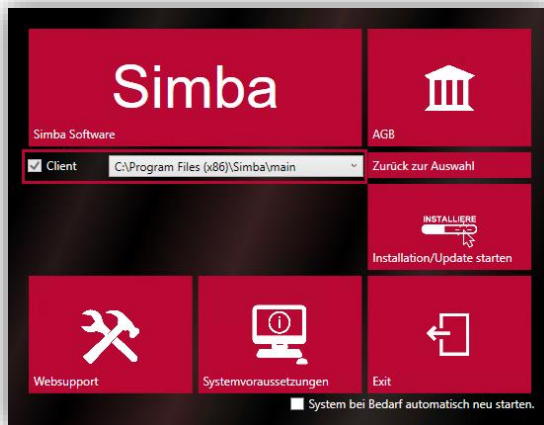 Simba
Simba Software
AGB
Client
C:\Program Files (x86)\Simba\main
Zurück zur Auswahl
INSTALLIERE
Installation/Update starten
Websupport
Systemvoraussetzungen
Exit
System bei Bedarf automatisch neu starten.